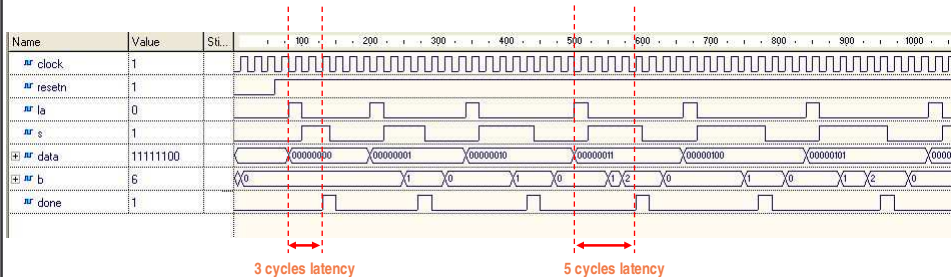 Name Value Sti... 100 200 300 400 500 600 700 800 900 1000
clock 1
resetn 1
la 0
s 1
data 11111100 00000000 00000001 00000010 00000011 00000100 00000101
b 6 0 1 0 1 0 1 2 0 1 0 1 2 0
done 1
3 cycles latency 5 cycles latency